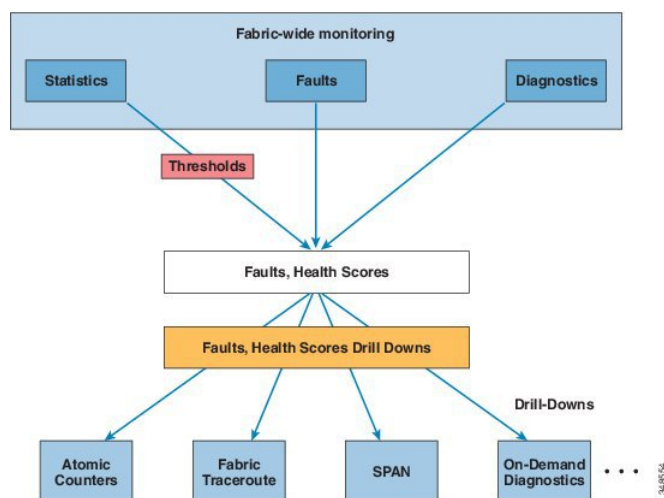 Fabric-wide monitoring
Statistics
Faults
Diagnostics
Thresholds
Faults, Health Scores
Faults, Health Scores Drill Downs
Drill-Downs
Atomic
Counters
Fabric
Traceroute
SPAN
On-Demand
Diagnostics